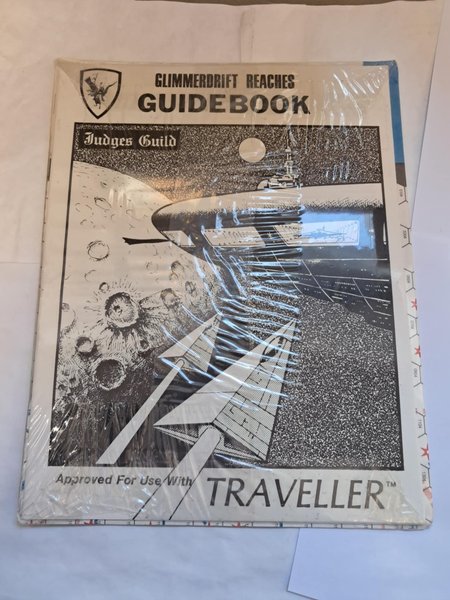 GLIMMERDRIFT REACHES
GUIDEBOOK
Judges Guild
Approved For Use With
TRAVELLER™